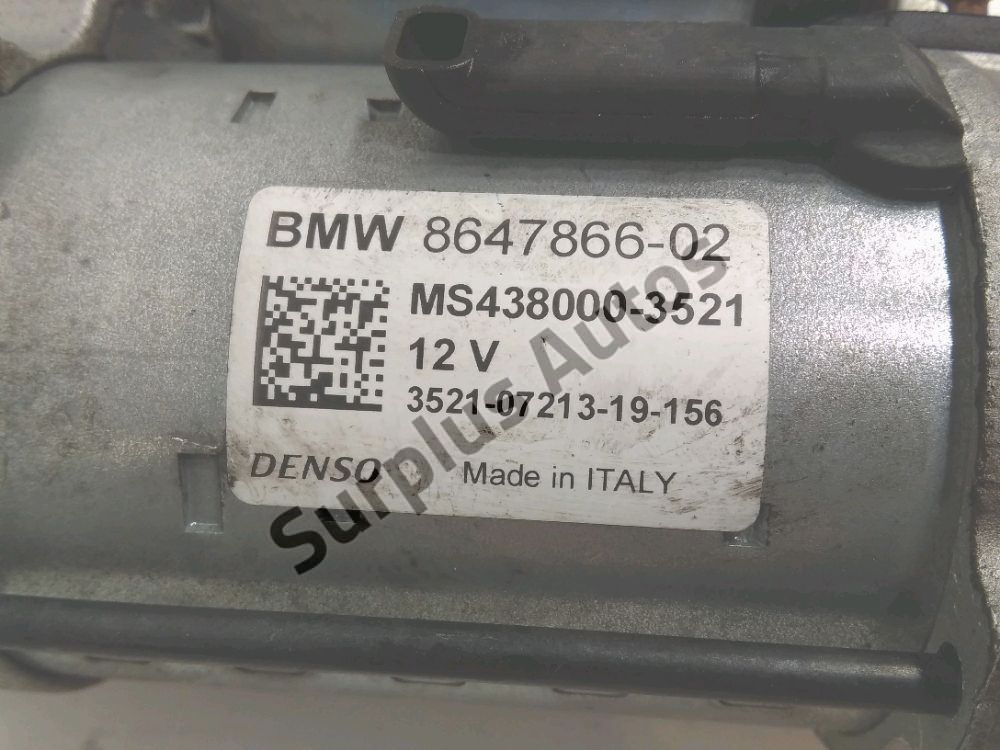 BMW 8647866-02
MS438000-3521
12 V
3521-07213-19-156
DENSO Made in ITALY
Surplus Autos